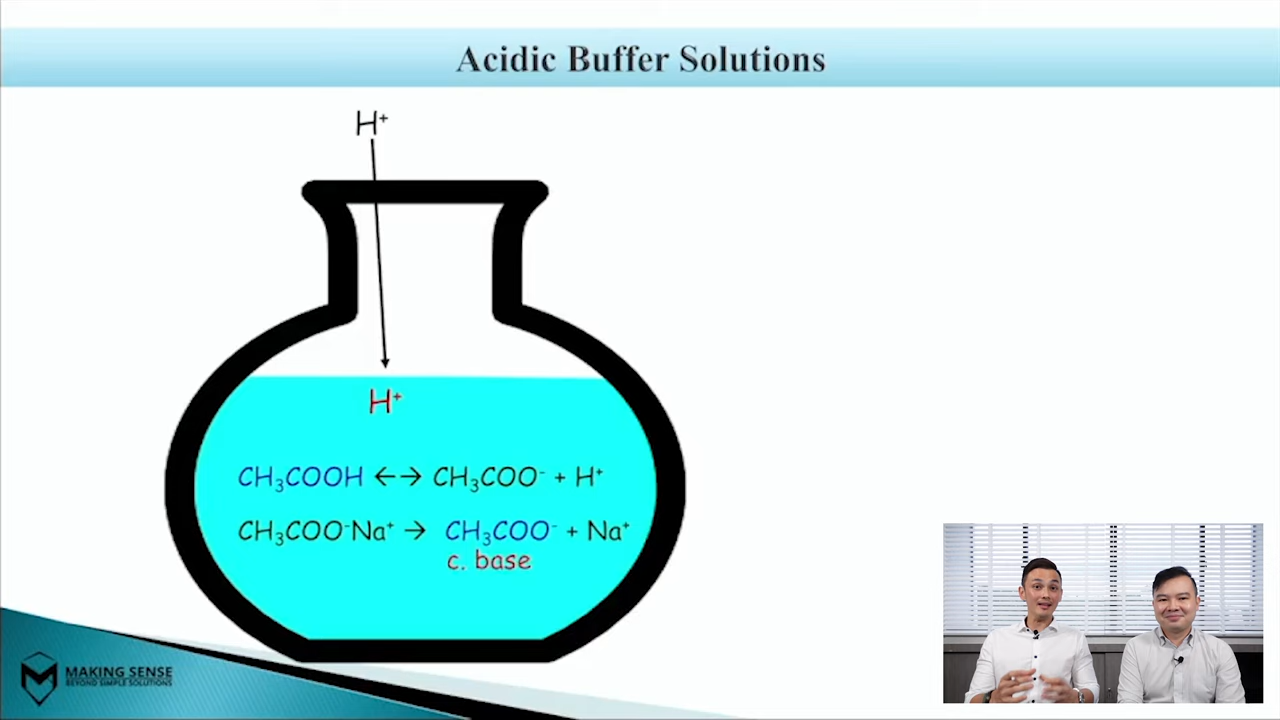 Acidic Buffer Solutions
H⁺
H⁺
CH₃COOH ←→ CH₃COO⁻ + H⁺
CH₃COO⁻Na⁺ → CH₃COO⁻ + Na⁺
c. base
MAKING SENSE
BEYOND SIMPLE SOLUTIONS